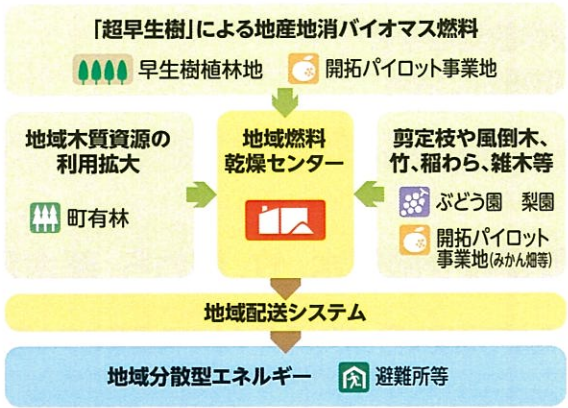 「超早生樹」による地産地消バイオマス燃料
早生樹植林地 開拓パイロット事業地
地域木質資源の
利用拡大
町有林
地域燃料
乾燥センター
剪定枝や風倒木、
竹、稲わら、雑木等
ぶどう園 梨園
開拓パイロット
事業地(みかん畑等)
地域配送システム
地域分散型エネルギー 避難所等